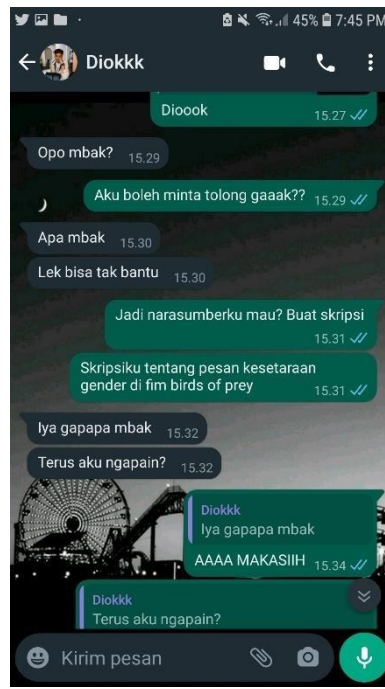 45% 7:45 PM
Diokkk
Dioook 15.27
Opo mbak? 15.29
Aku boleh minta tolong gaaak?? 15.29
Apa mbak 15.30
Lek bisa tak bantu 15.30
Jadi narasumberku mau? Buat skripsi
15.31
Skripsiku tentang pesan kesetaraan
gender di fim birds of prey 15.31
Iya gapapa mbak 15.32
Terus aku ngapain? 15.32
Diokkk
Iya gapapa mbak
AAAA MAKASIIH 15.34
Diokkk
Terus aku ngapain?
Kirim pesan